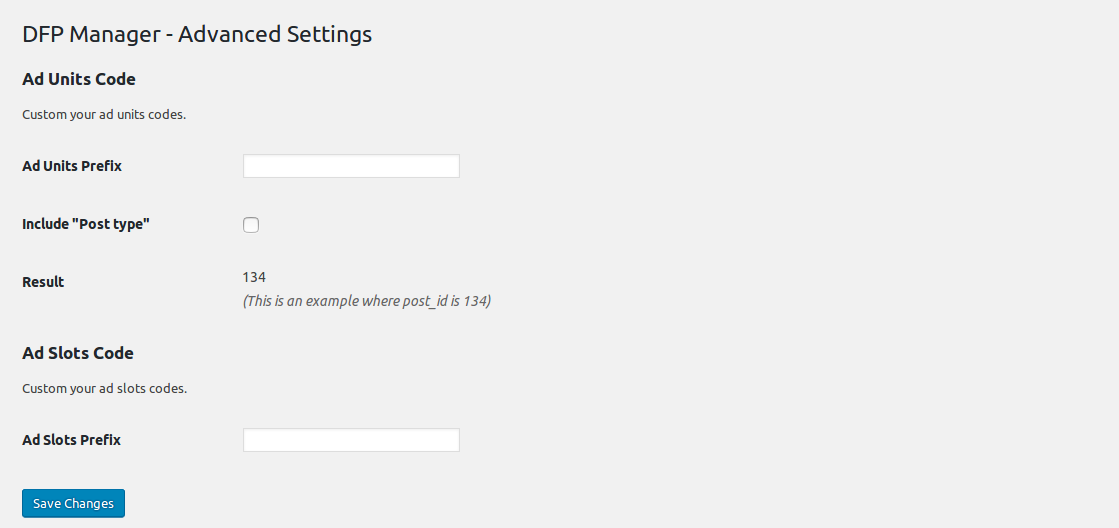 DFP Manager - Advanced Settings
Ad Units Code
Custom your ad units codes.
Ad Units Prefix
Include "Post type"
Result
134
(This is an example where post_id is 134)
Ad Slots Code
Custom your ad slots codes.
Ad Slots Prefix
Save Changes